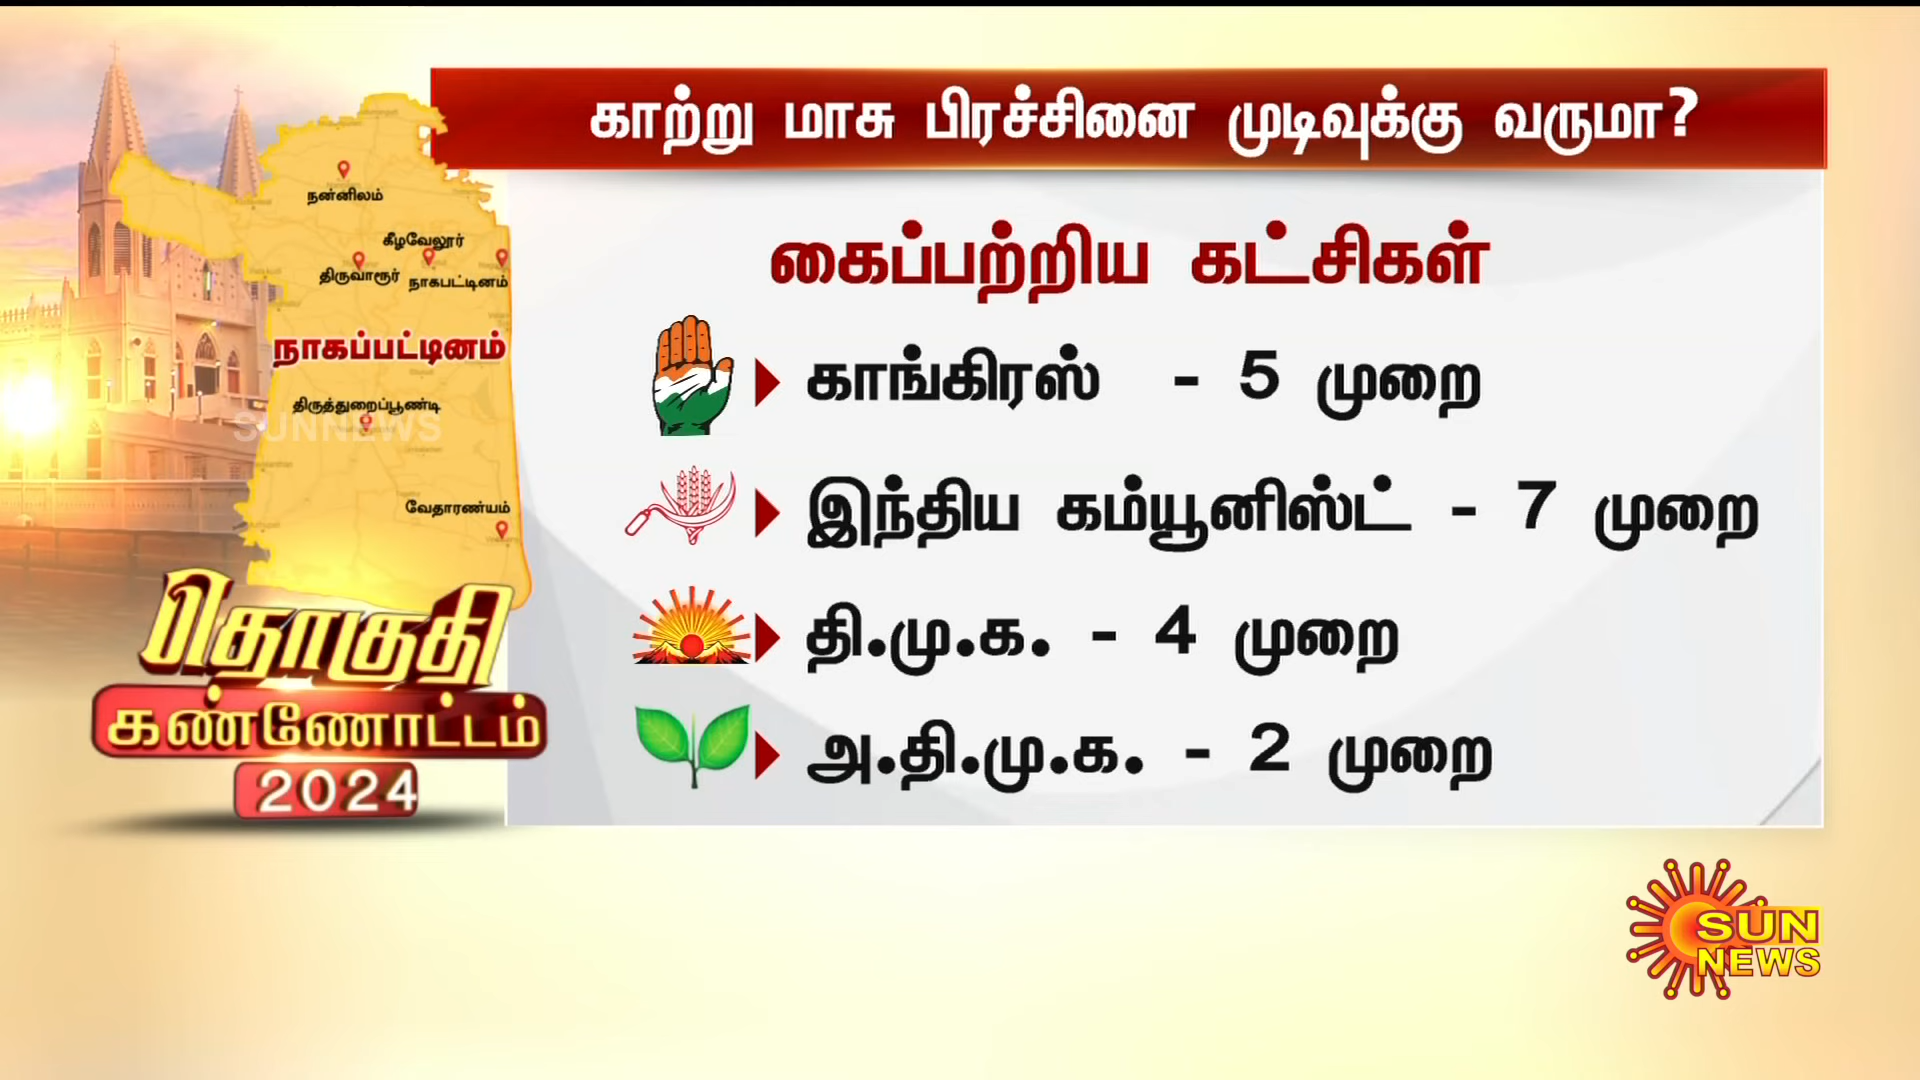 காற்று மாசு பிரச்சினை முடிவுக்கு வருமா?
கைப்பற்றிய கட்சிகள்
காங்கிரஸ் - 5 முறை
இந்திய கம்யூனிஸ்ட் - 7 முறை
தி.மு.க. - 4 முறை
அ.தி.மு.க. - 2 முறை
நன்னிலம்
கீழவேலூர்
திருவாரூர்
நாகபட்டினம்
நாகப்பட்டினம்
திருத்துறைப்பூண்டி
SUNNEWS
வேதாரண்யம்
தொகுதி
கண்ணோட்டம்
2024
SUN
NEWS